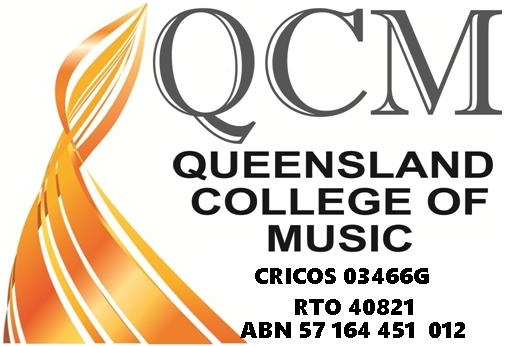 QCM
QUEENSLAND
COLLEGE OF
MUSIC
CRICOS 03466G
RTO 40821
ABN 57 164 451 012